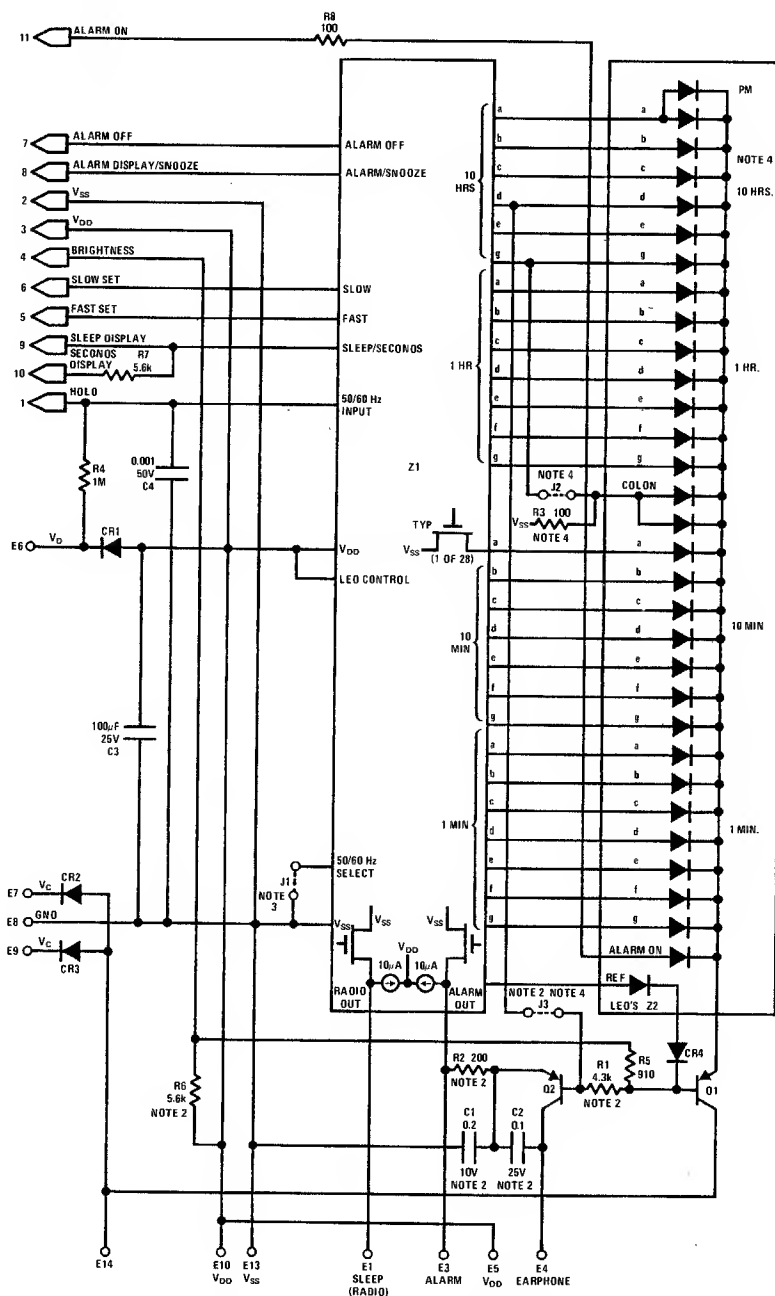 R8
100
11 ALARM ON
PM
7 ALARM OFF
ALARM OFF
8 ALARM DISPLAY/SNOOZE
ALARM/SNOOZE
2 VSS
3 VDD
4 BRIGHTNESS
6 SLOW SET
SLOW
5 FAST SET
FAST
9 SLEEP DISPLAY
SLEEP/SECONDS
10 SECONOS DISPLAY
R7
5.6k
1 HOLO
50/60 Hz
INPUT
R4
1M
0.001
50V
C4
E6 VD
CR1
VDD
LEO CONTROL
100μF
25V
C3
E7 VC
CR2
E8 GNO
E9 VC
CR3
50/60 Hz
SELECT
J1
NOTE
3
VSS
VSS
VSS
VDD
10μA
10μA
RADIO
OUT
ALARM
OUT
Z1
TYP
VSS
(1 OF 28)
10
HRS
a
b
c
d
e
g
1 HR
a
b
c
d
e
f
g
NOTE 4
J2
VSS
R3 100
NOTE 4
COLON
a
10
MIN
b
c
d
e
f
g
1 MIN
a
b
c
d
e
f
g
a
b
c
d
e
g
NOTE 4
10 HRS.
a
b
c
d
e
f
g
1 HR.
a
b
c
d
e
f
g
10 MIN
a
b
c
d
e
f
g
1 MIN.
ALARM ON
REF
LEO'S Z2
NOTE 2 NOTE 4
J3
CR4
R2 200
NOTE 2
Q2
R1
4.3k
NOTE 2
R5
910
Q1
R6
5.6k
NOTE 2
C1
0.2
10V
NOTE 2
C2
0.1
25V
NOTE 2
E14
E10
VDD
E13
VSS
E1
SLEEP
(RADIO)
E3
ALARM
E5
VDD
E4
EARPHONE